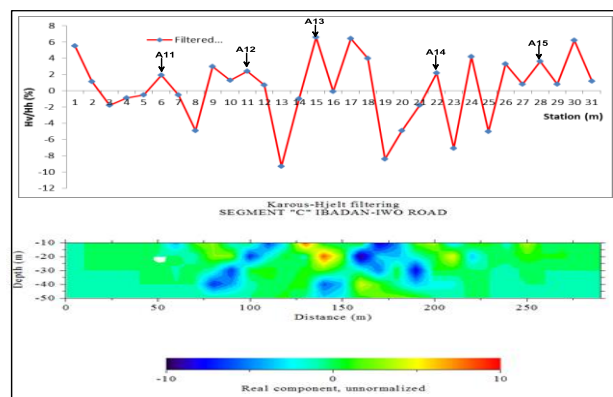 A13
8
6
4
2
0
-2
-4
-6
-8
-10
-12
Hv/Hh (%)
Filtered...
A11
A12
A14
A15
1 2 3 4 5 6 7 8 9 10 11 12 13 14 15 16 17 18 19 20 21 22 23 24 25 26 27 28 29 30 31
Station (m)
Karous-Hjelt filtering
SEGMENT "C" IBADAN-IWO ROAD
Depth (m)
-10
-20
-30
-40
-50
0 50 100 150 200 250
Distance (m)
-10 0 10
Real component, unnormalized